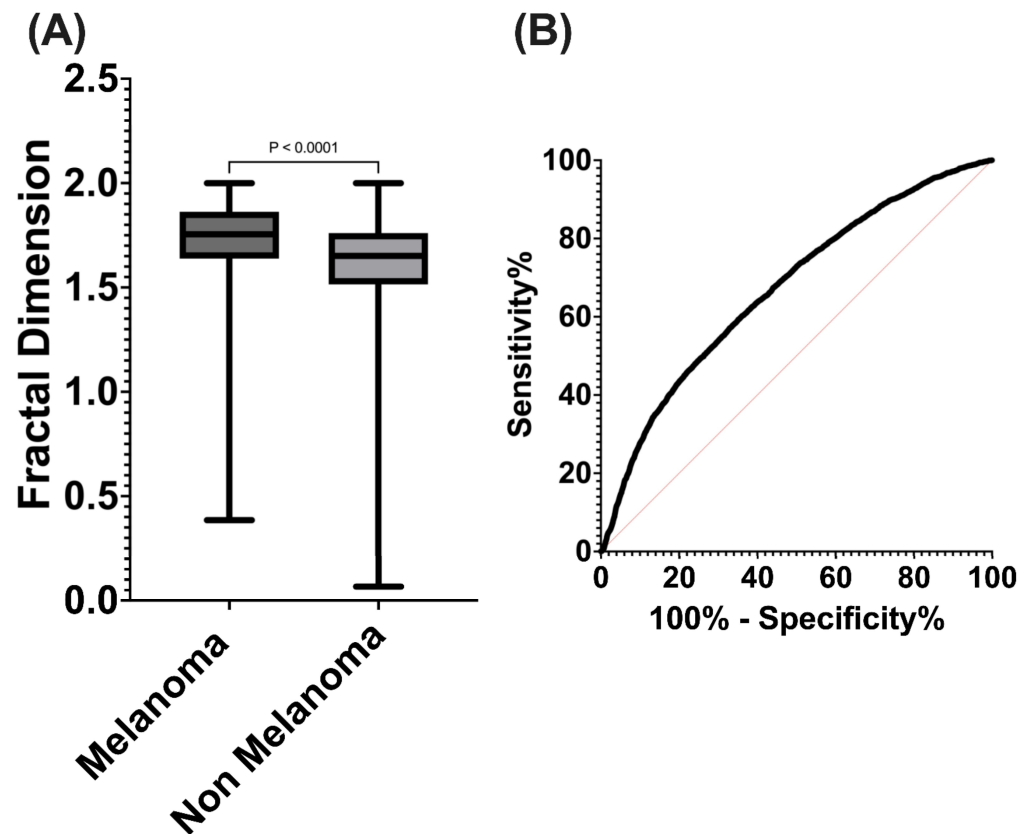 (A)
2.5
2.0
1.5
1.0
0.5
0.0
Fractal Dimension
P < 0.0001
Melanoma
Non Melanoma
(B)
100
80
60
40
20
0
Sensitivity%
0 20 40 60 80 100
100% - Specificity%